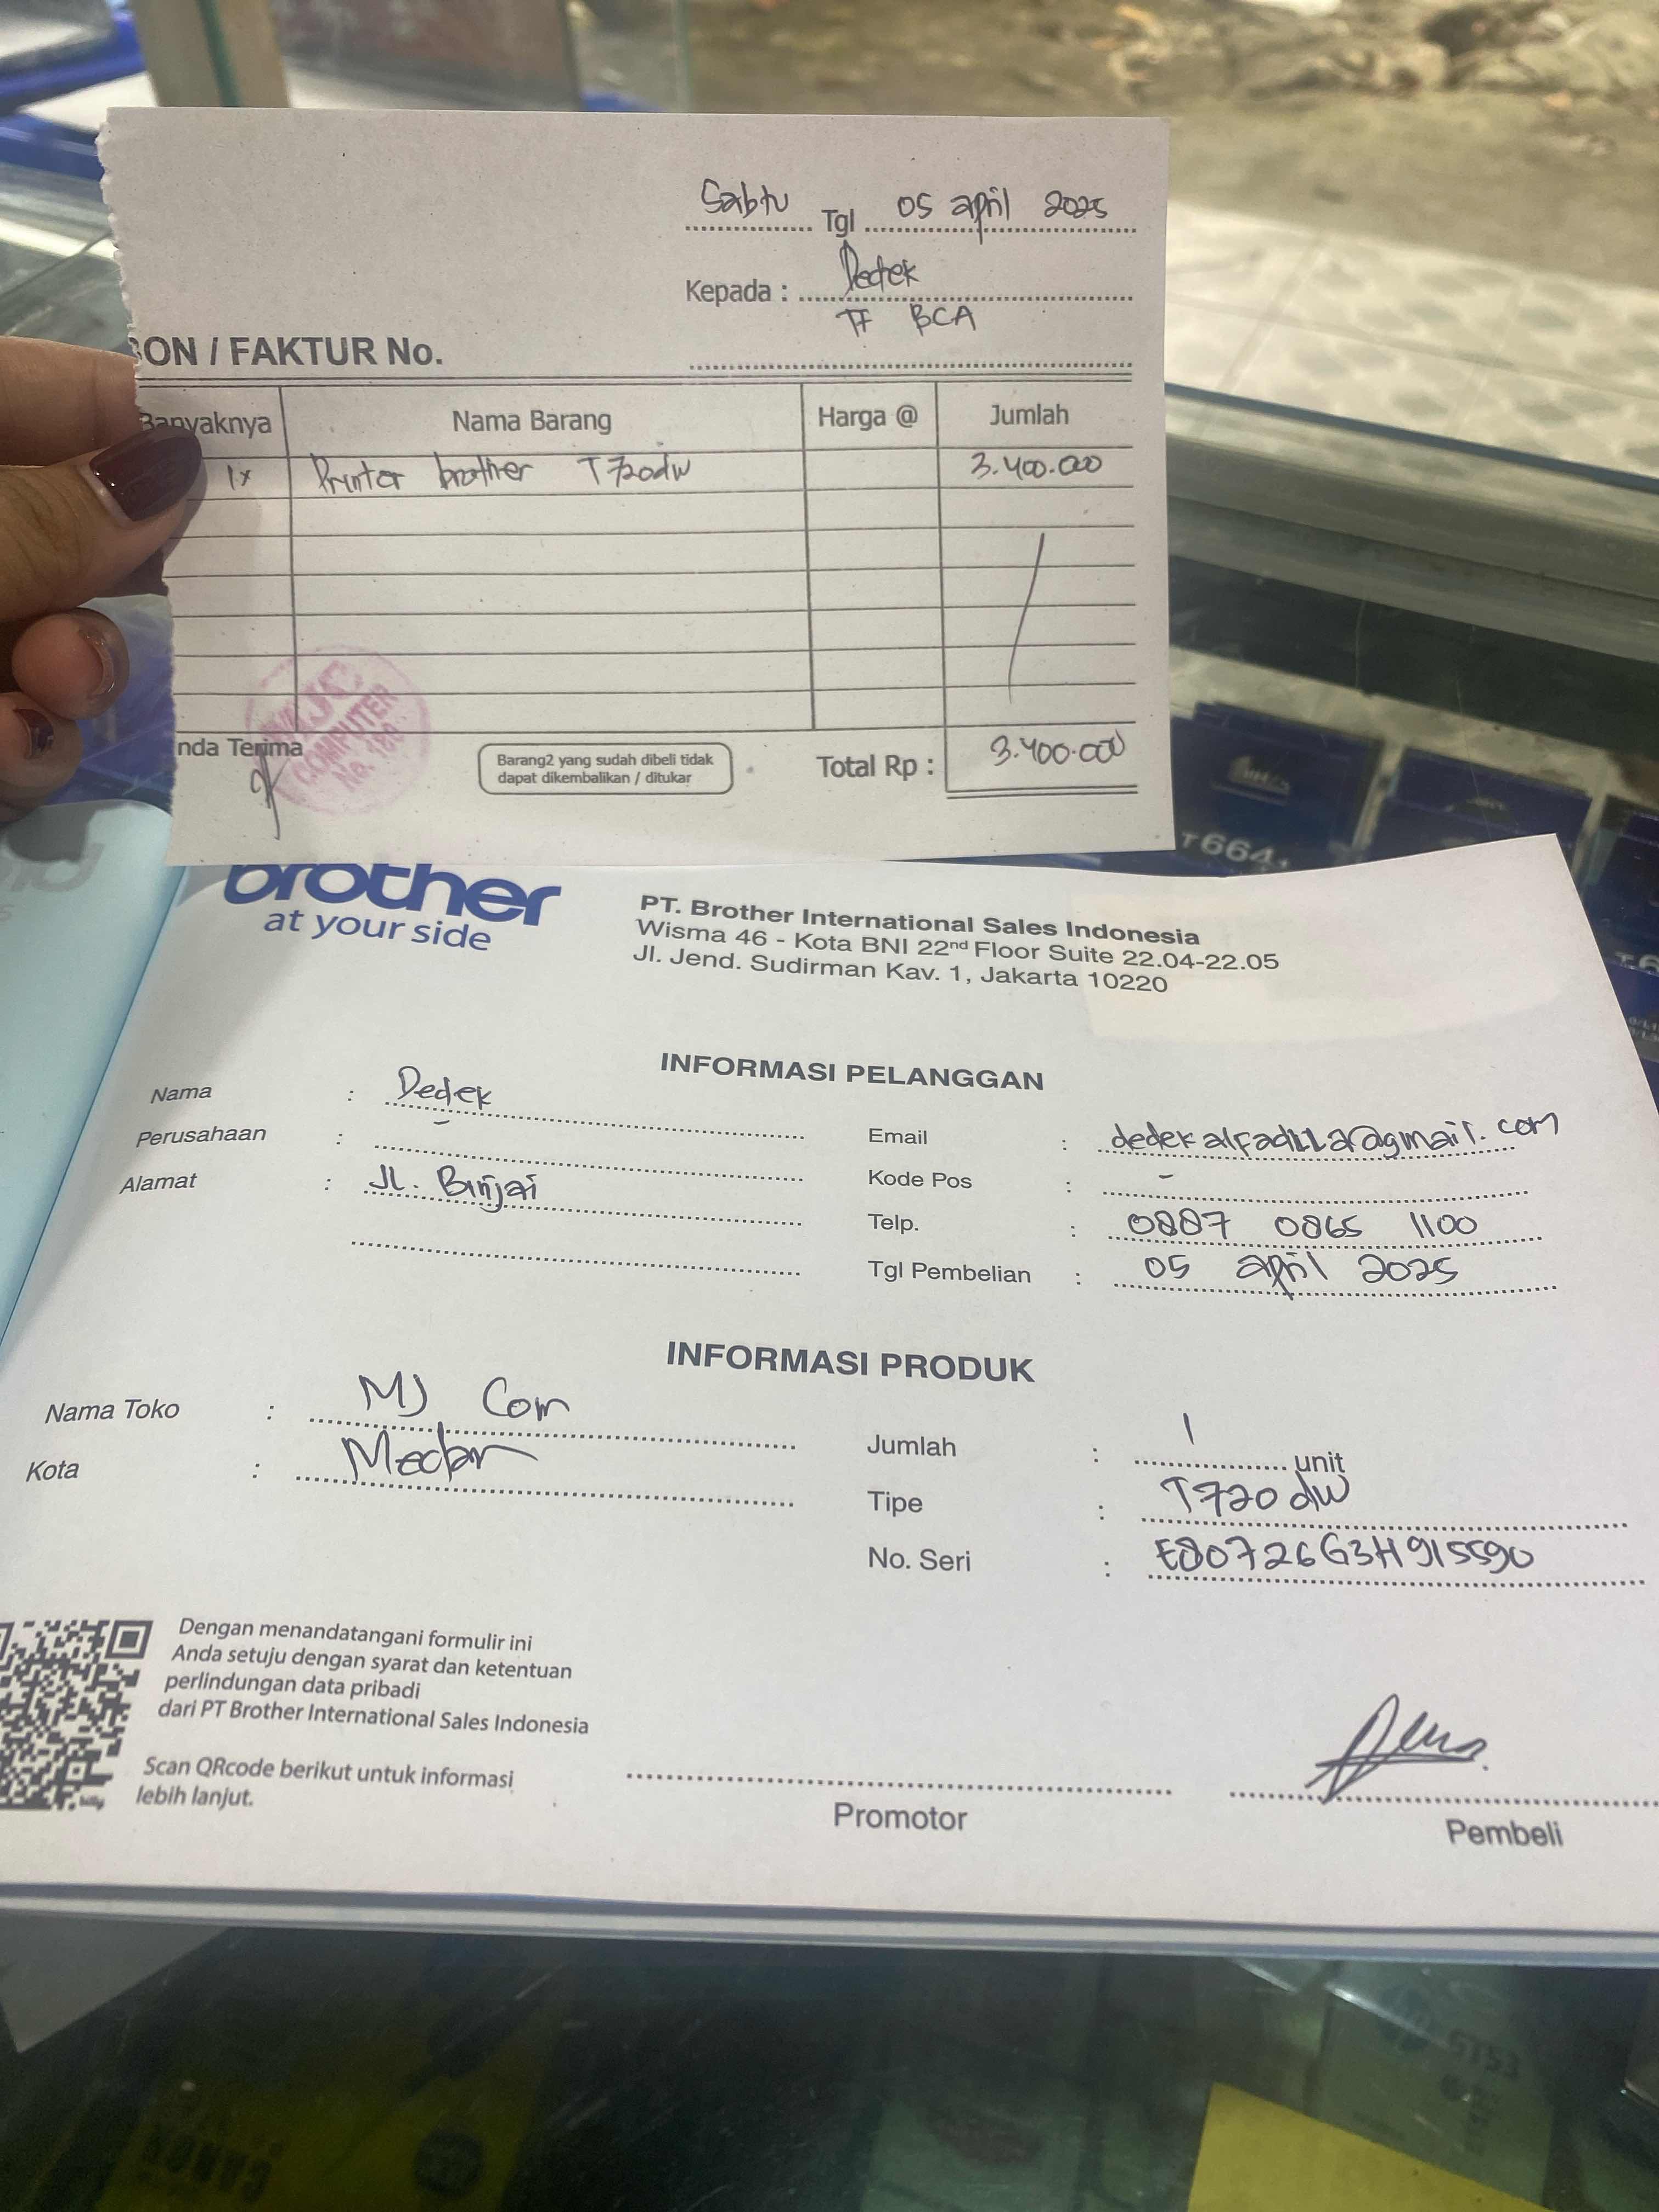 Sabtu Tgl 05 april 2025
Kepada : Dedek
TF BCA
BON / FAKTUR No.
Banyaknya Nama Barang Harga @ Jumlah
1x Printer brother T720dw 3.400.000
COMPUTER
No. 180
nda Terima
Barang2 yang sudah dibeli tidak
dapat dikembalikan / ditukar
Total Rp : 3.400.000
T664
brother
at your side
PT. Brother International Sales Indonesia
Wisma 46 - Kota BNI 22nd Floor Suite 22.04-22.05
Jl. Jend. Sudirman Kav. 1, Jakarta 10220
INFORMASI PELANGGAN
Nama : Dedek
Perusahaan : -
Alamat : Jl. Binjai
Email : dedekalfadilla@gmail.com
Kode Pos : -
Telp. : 0887 0865 1100
Tgl Pembelian : 05 april 2025
INFORMASI PRODUK
Nama Toko : MJ Com
Kota : Medan
Jumlah : 1 unit
Tipe : T720dw
No. Seri : E80726G3H915590
Dengan menandatangani formulir ini
Anda setuju dengan syarat dan ketentuan
perlindungan data pribadi
dari PT Brother International Sales Indonesia
Scan QRcode berikut untuk informasi
lebih lanjut.
Promotor
Pembeli